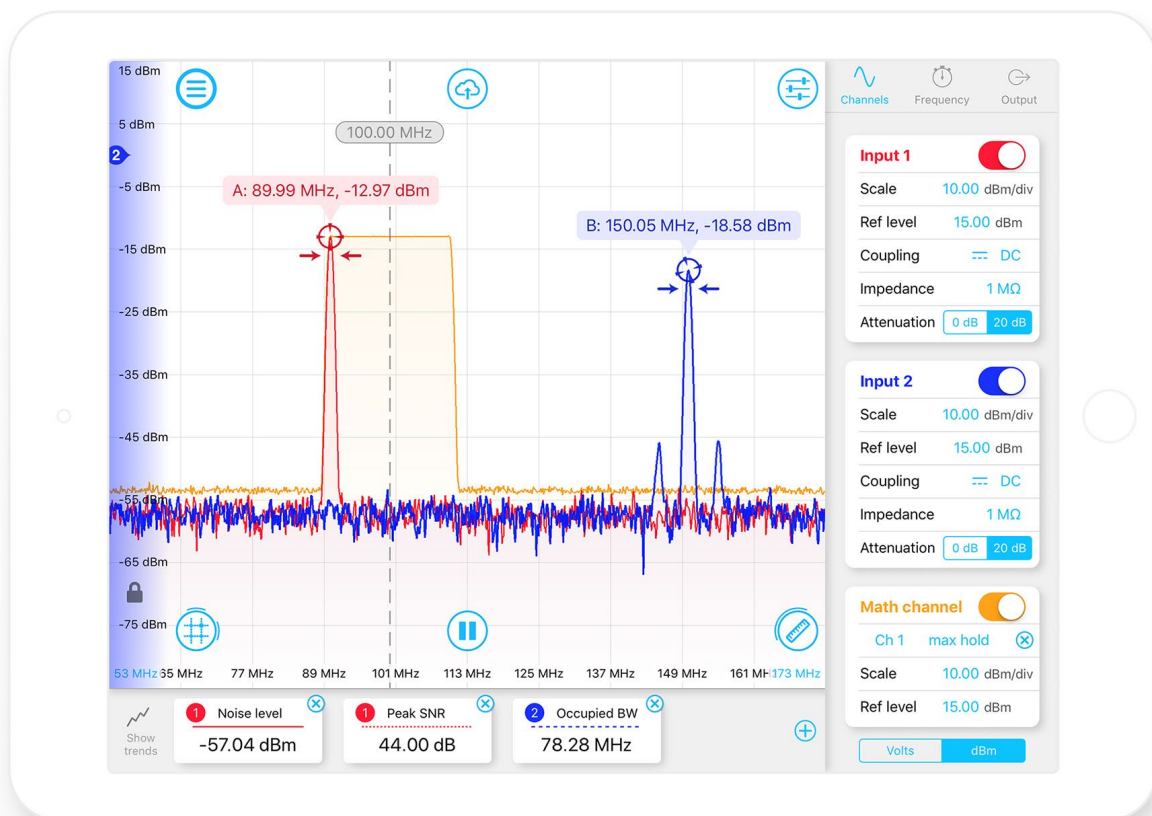 15 dBm
5 dBm
2
-5 dBm
-15 dBm
-25 dBm
-35 dBm
-45 dBm
-55 dBm
-65 dBm
-75 dBm
100.00 MHz
A: 89.99 MHz, -12.97 dBm
B: 150.05 MHz, -18.58 dBm
53 MHz 65 MHz 77 MHz 89 MHz 101 MHz 113 MHz 125 MHz 137 MHz 149 MHz 161 MH 173 MHz
Show
trends
1 Noise level
-57.04 dBm
1 Peak SNR
44.00 dB
2 Occupied BW
78.28 MHz
Channels Frequency Output
Input 1
Scale 10.00 dBm/div
Ref level 15.00 dBm
Coupling DC
Impedance 1 MΩ
Attenuation 0 dB 20 dB
Input 2
Scale 10.00 dBm/div
Ref level 15.00 dBm
Coupling DC
Impedance 1 MΩ
Attenuation 0 dB 20 dB
Math channel
Ch 1 max hold
Scale 10.00 dBm/div
Ref level 15.00 dBm
Volts dBm